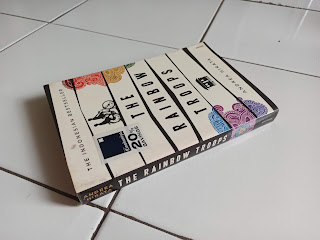 THE INDONESIAN BESTSELLER
THE
RAINBOW
TROOPS
ANDREA HIRATA
20%
ANDREA
HIRATA
THE RAINBOW TROOPS